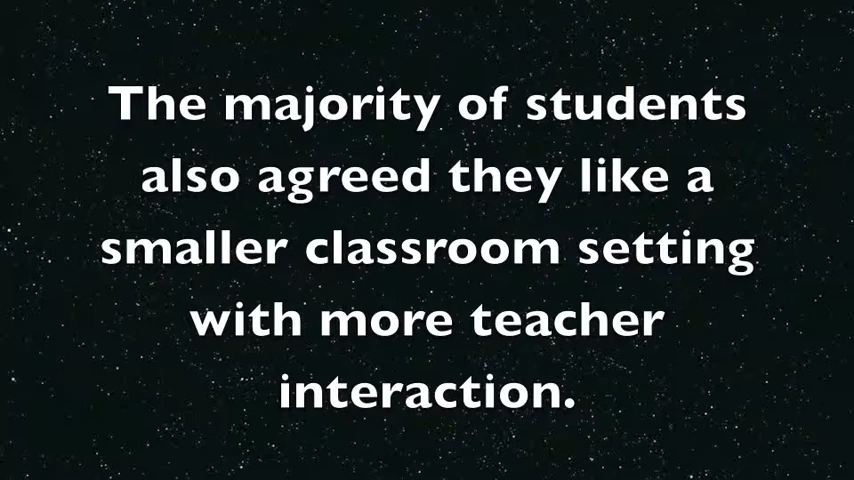 The majority of students
also agreed they like a
smaller classroom setting
with more teacher
interaction.